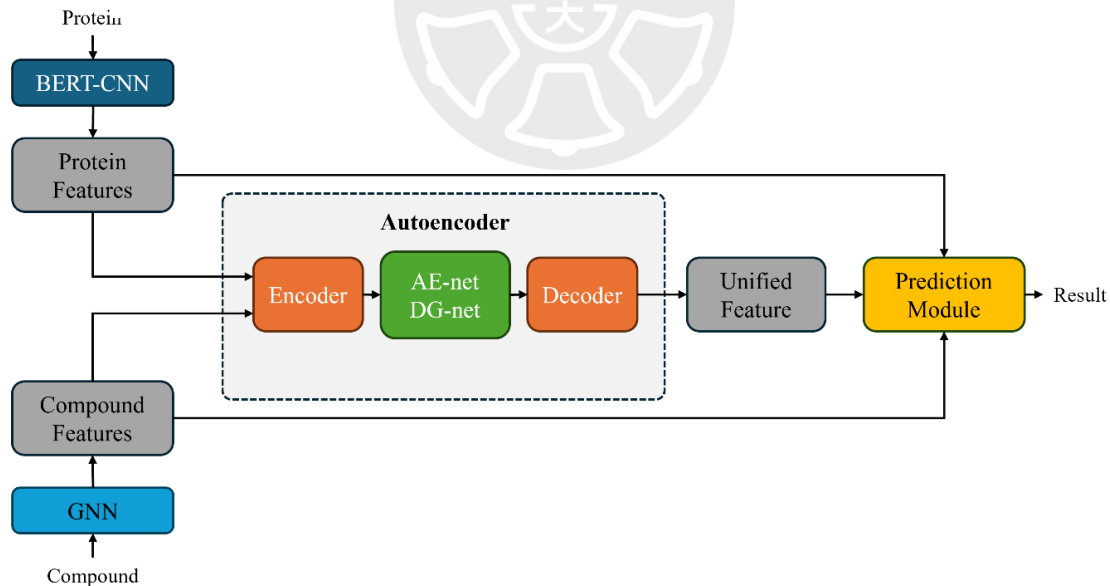 Protein
BERT-CNN
Protein
Features
Autoencoder
Encoder
AE-net
DG-net
Decoder
Unified
Feature
Prediction
Module
Result
Compound
Features
GNN
Compound
大